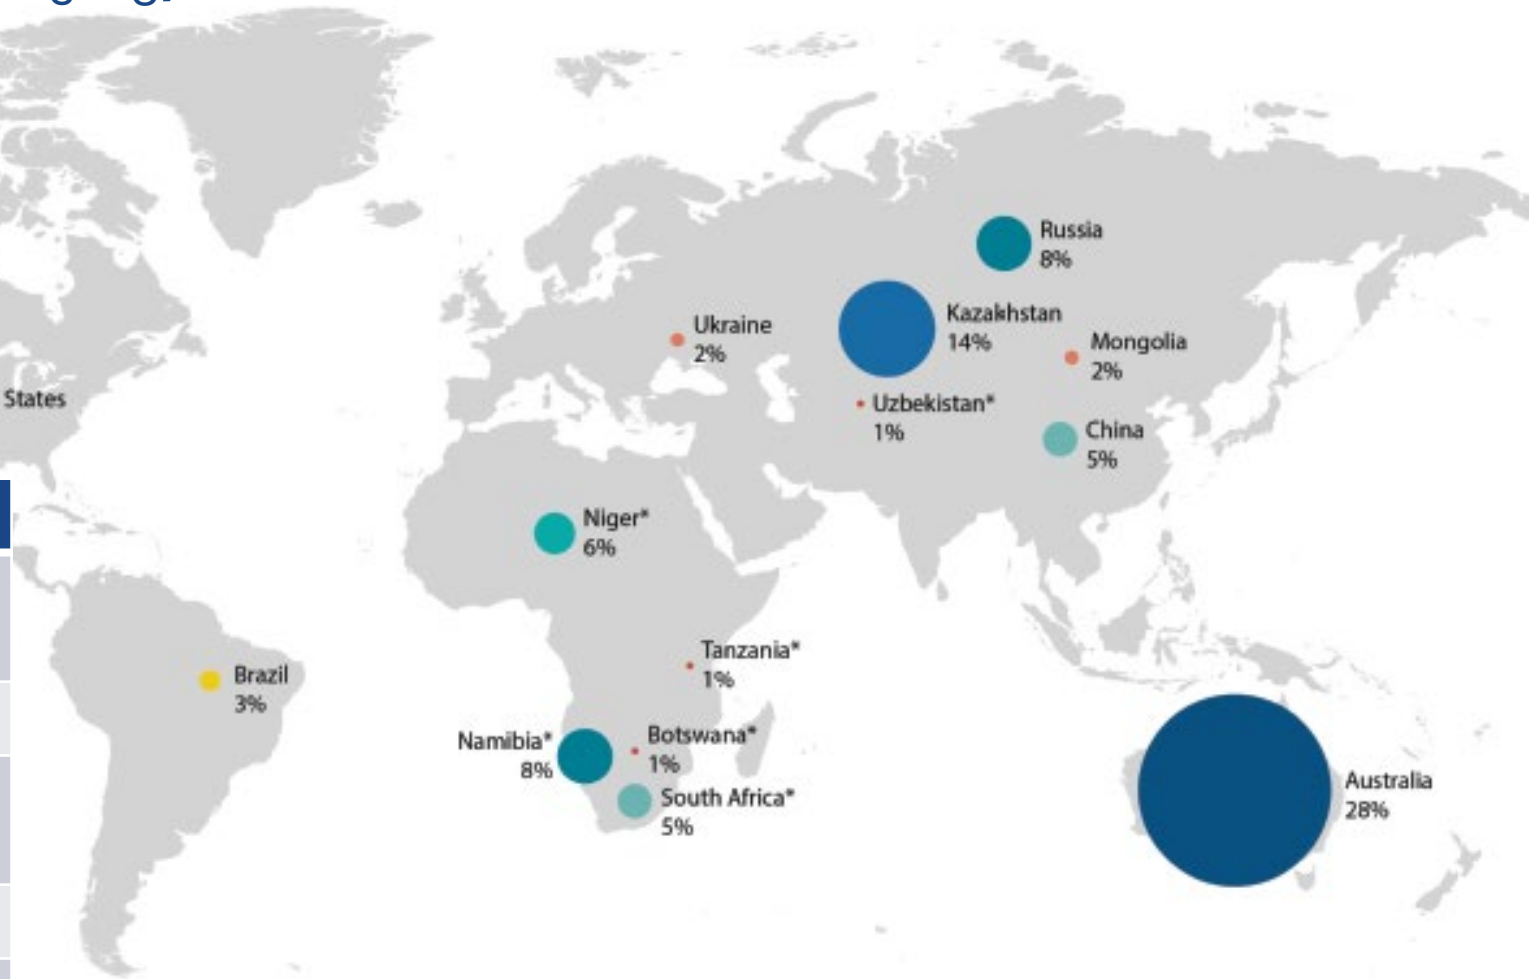 Russia
8%
Kazakhstan
14%
Ukraine
2%
Mongolia
2%
States
Uzbekistan*
1%
China
5%
Niger*
6%
Tanzania*
1%
Brazil
3%
Namibia*
8%
Botswana*
1%
South Africa*
5%
Australia
28%